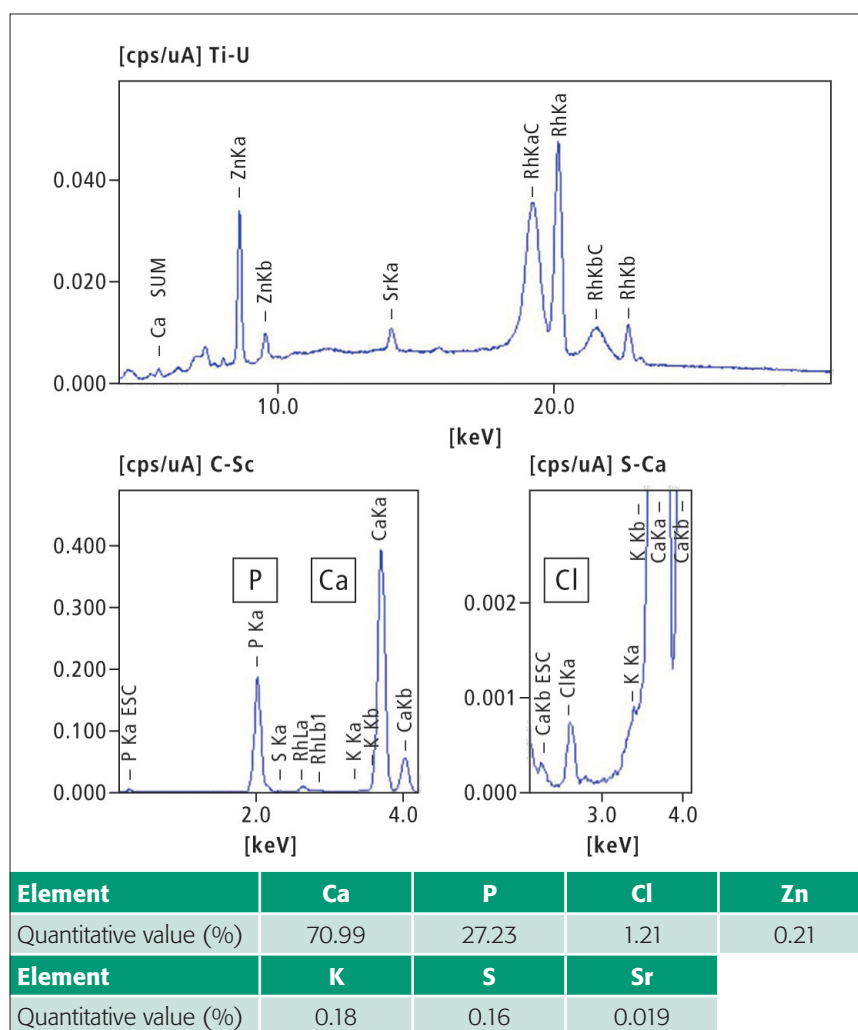 [cps/uA] Ti-U
0.040
0.020
0.000
Ca SUM
ZnKa
ZnKb
SrKa
RhKaC
RhKa
RhKbC
RhKb
10.0 20.0
[keV]
[cps/uA] C-Sc
0.400
0.300
0.200
0.100
0.000
P
Ca
P Ka ESC
P Ka
S Ka
RhLa
RhLb1
K Ka
K Kb
CaKa
CaKb
2.0 4.0
[keV]
[cps/uA] S-Ca
0.002
0.001
0.000
Cl
CaKb ESC
ClKa
K Ka
K Kb
CaKa
CaKb
3.0 4.0
[keV]
Element Ca P Cl Zn
Quantitative value (%) 70.99 27.23 1.21 0.21
Element K S Sr
Quantitative value (%) 0.18 0.16 0.019